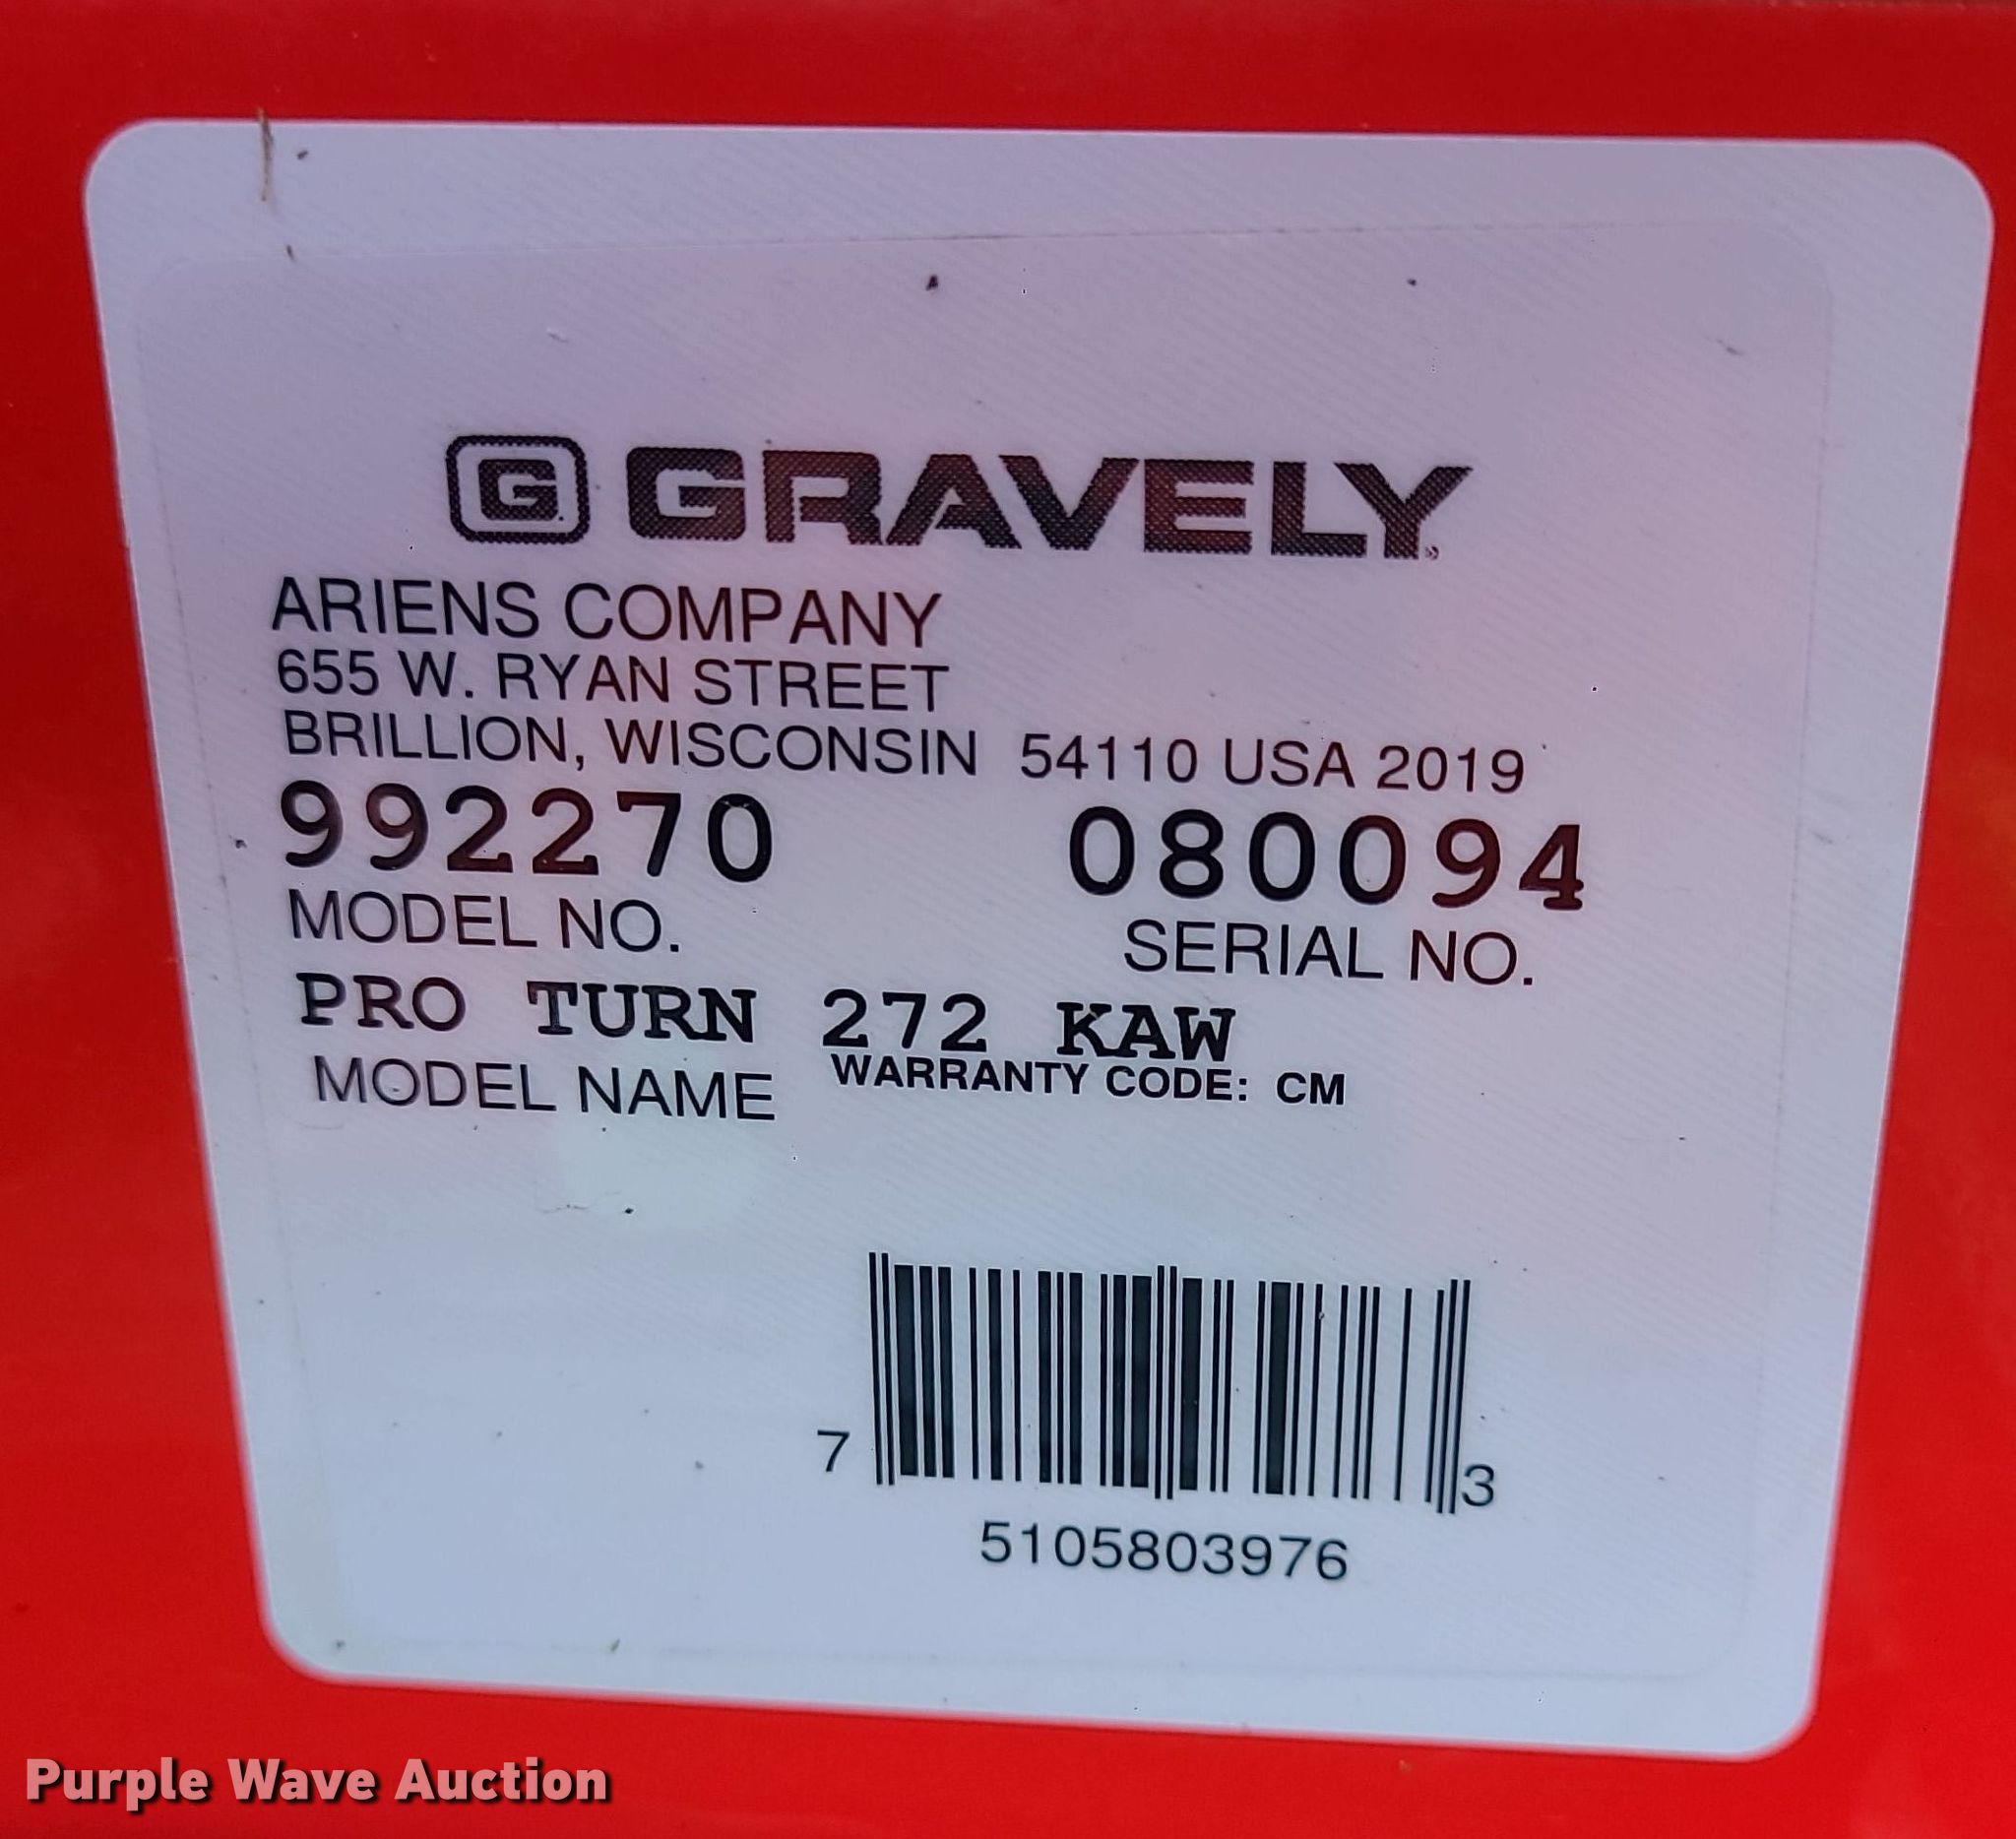 G GRAVELY
ARIENS COMPANY
655 W. RYAN STREET
BRILLION, WISCONSIN 54110 USA 2019
992270 080094
MODEL NO. SERIAL NO.
PRO TURN 272 KAW
MODEL NAME WARRANTY CODE: CM
7 3
5105803976
Purple Wave Auction